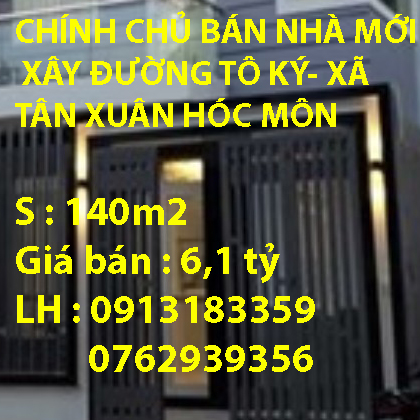 CHÍNH CHỦ BÁN NHÀ MỚI
XÂY ĐƯỜNG TÔ KÝ- XÃ
TÂN XUÂN HÓC MÔN
S : 140m2
Giá bán : 6,1 tỷ
LH : 0913183359
0762939356